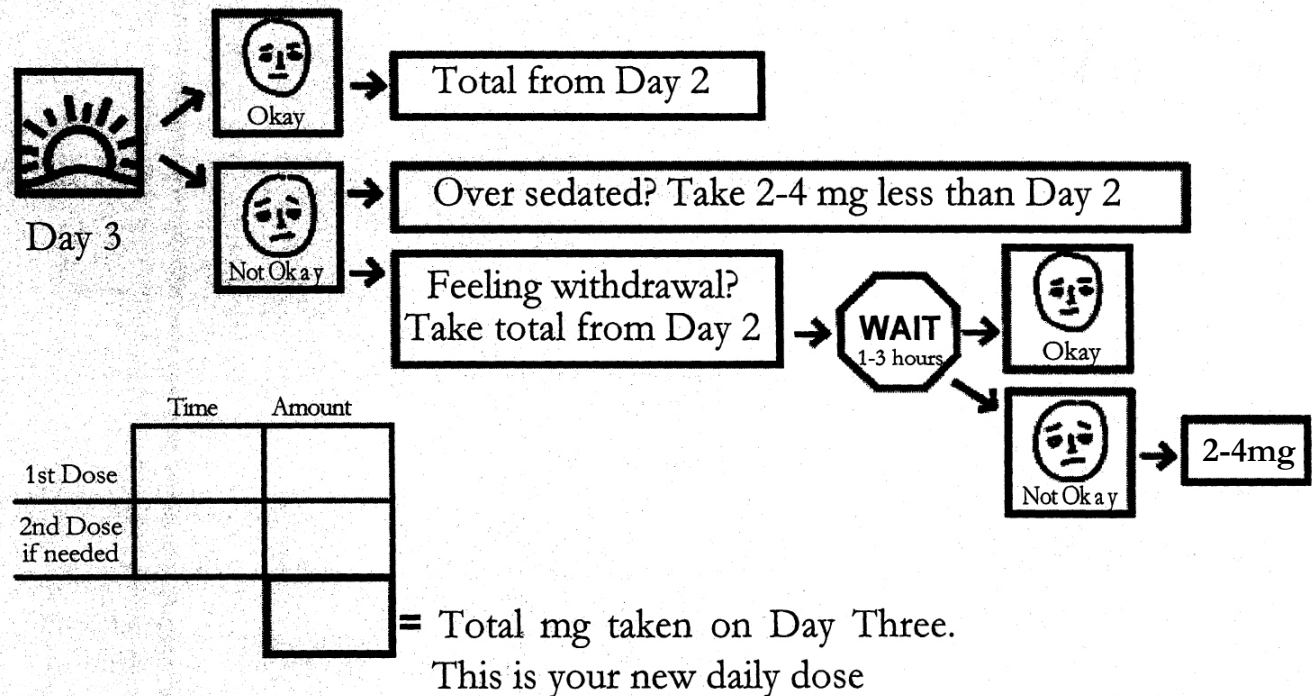 Okay
Total from Day 2
Day 3
Not Okay
Over sedated? Take 2-4 mg less than Day 2
Feeling withdrawal?
Take total from Day 2
WAIT
1-3 hours
Okay
Not Okay
2-4mg
Time Amount
1st Dose
2nd Dose
if needed
= Total mg taken on Day Three.
This is your new daily dose